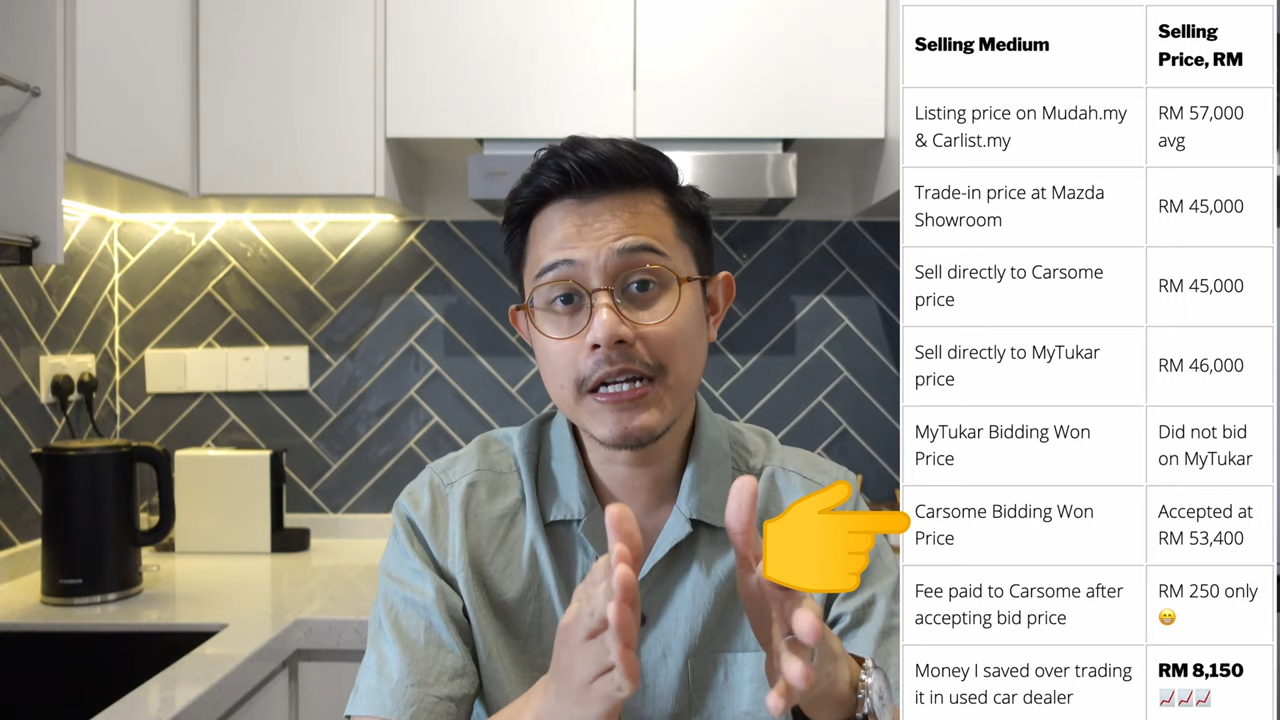 Selling Medium
Selling
Price, RM
Listing price on Mudah.my
& Carlist.my
RM 57,000
avg
Trade-in price at Mazda
Showroom
RM 45,000
Sell directly to Carsome
price
RM 45,000
Sell directly to MyTukar
price
RM 46,000
MyTukar Bidding Won
Price
Did not bid
on MyTukar
Carsome Bidding Won
Price
Accepted at
RM 53,400
Fee paid to Carsome after
accepting bid price
RM 250 only
😁
Money I saved over trading
it in used car dealer
RM 8,150
📈📈📈